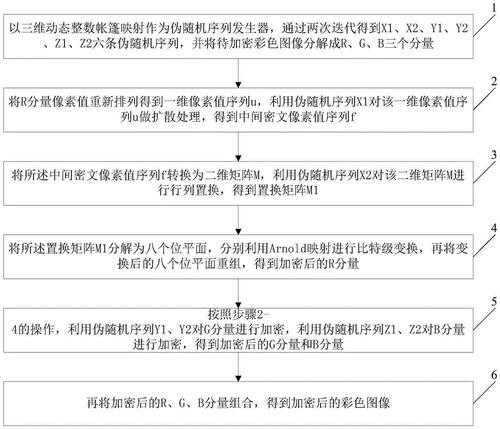 1
以三维动态整数帐篷映射作为伪随机序列发生器，通过两次迭代得到X1、X2、Y1、Y2
、Z1、Z2六条伪随机序列，并将待加密彩色图像分解成R、G、B三个分量
2
将R分量像素值重新排列得到一维像素值序列u，利用伪随机序列X1对该一维像素值序
列u做扩散处理，得到中间密文像素值序列f
3
将所述中间密文像素值序列f转换为二维矩阵M，利用伪随机序列X2对该二维矩阵M进
行行列置换，得到置换矩阵M1
4
将所述置换矩阵M1分解为八个位平面，分别利用Arnold映射进行比特级变换，再将
变换后的八个位平面重组，得到加密后的R分量
5
按照步骤2-
4的操作，利用伪随机序列Y1、Y2对G分量进行加密，利用伪随机序列Z1、Z2对B分量
进行加密，得到加密后的G分量和B分量
6
再将加密后的R、G、B分量组合，得到加密后的彩色图像